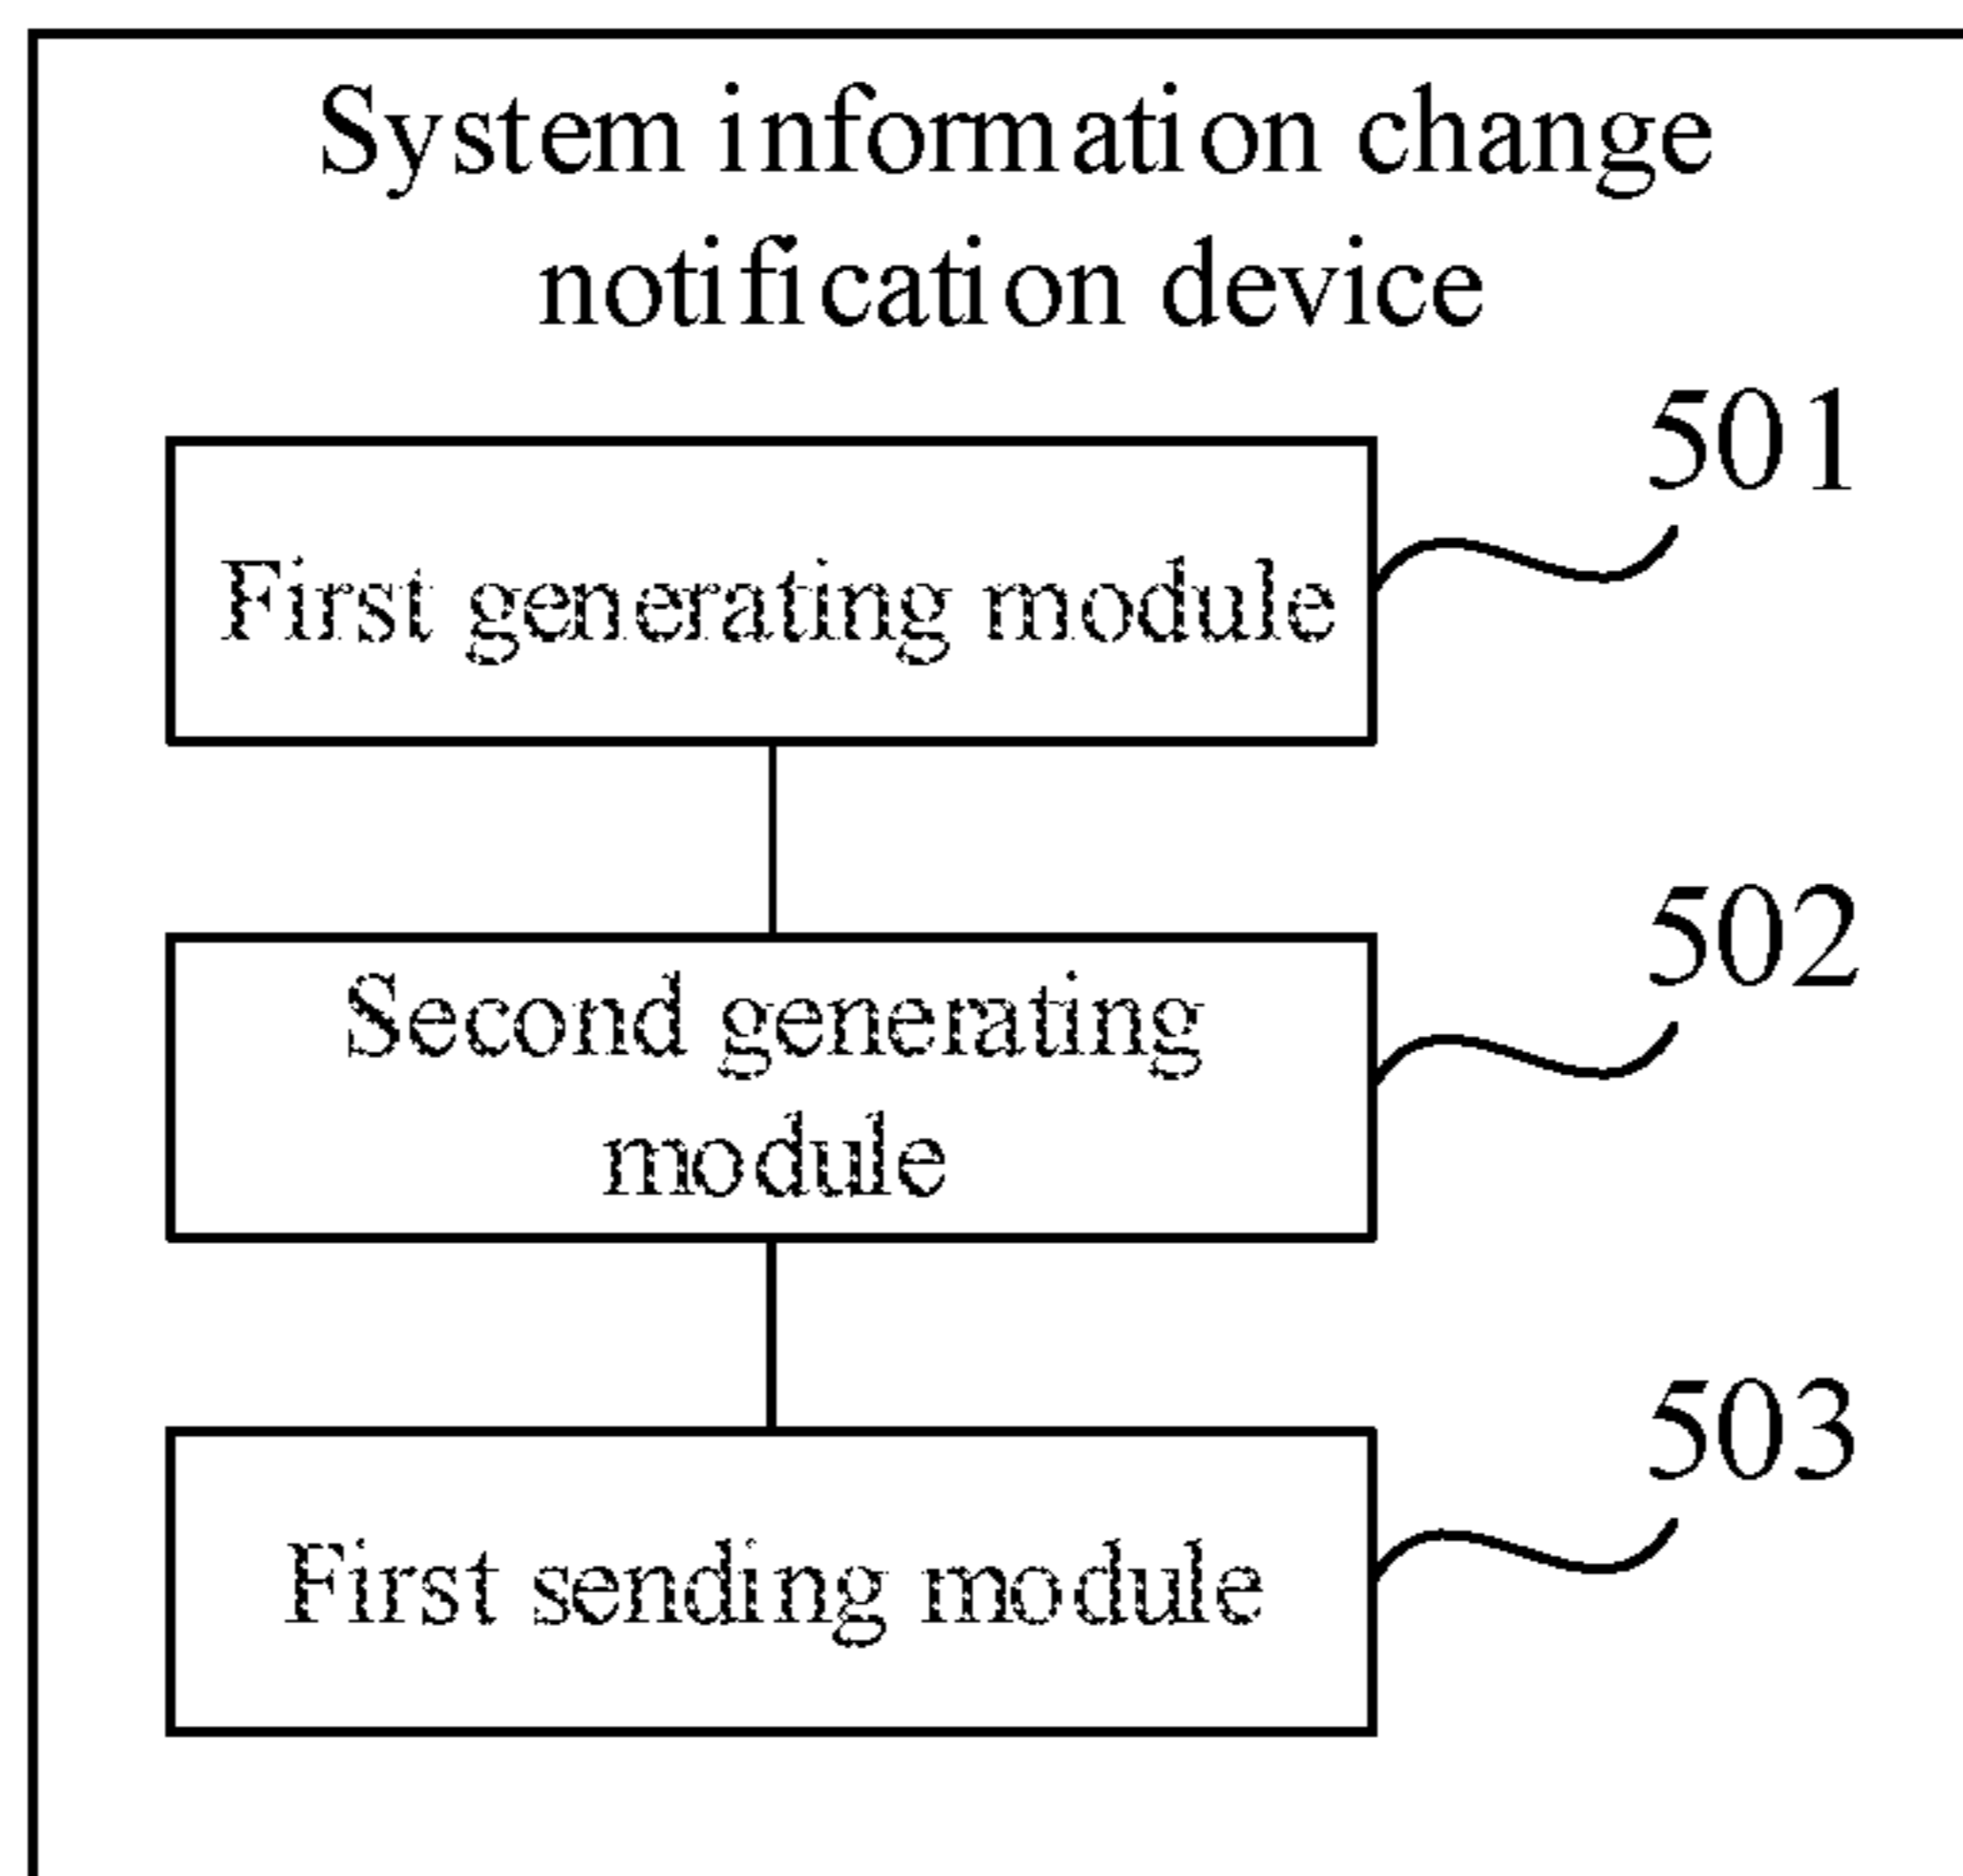 System information change
notification device
501
First generating module
502
Second generating
module
503
First sending module